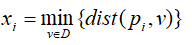 x_i = min_{v∈D} {dist(p_i, v)}